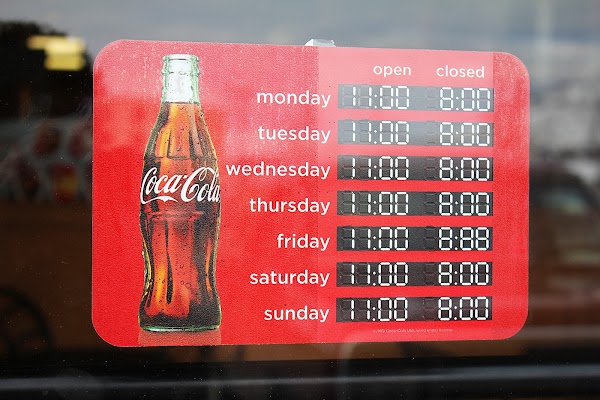 open closed
monday 11:00 8:00
tuesday 11:00 8:00
wednesday 11:00 8:00
thursday 11:00 8:00
friday 11:00 8:88
saturday 11:00 8:00
sunday 11:00 8:00
Coca-Cola